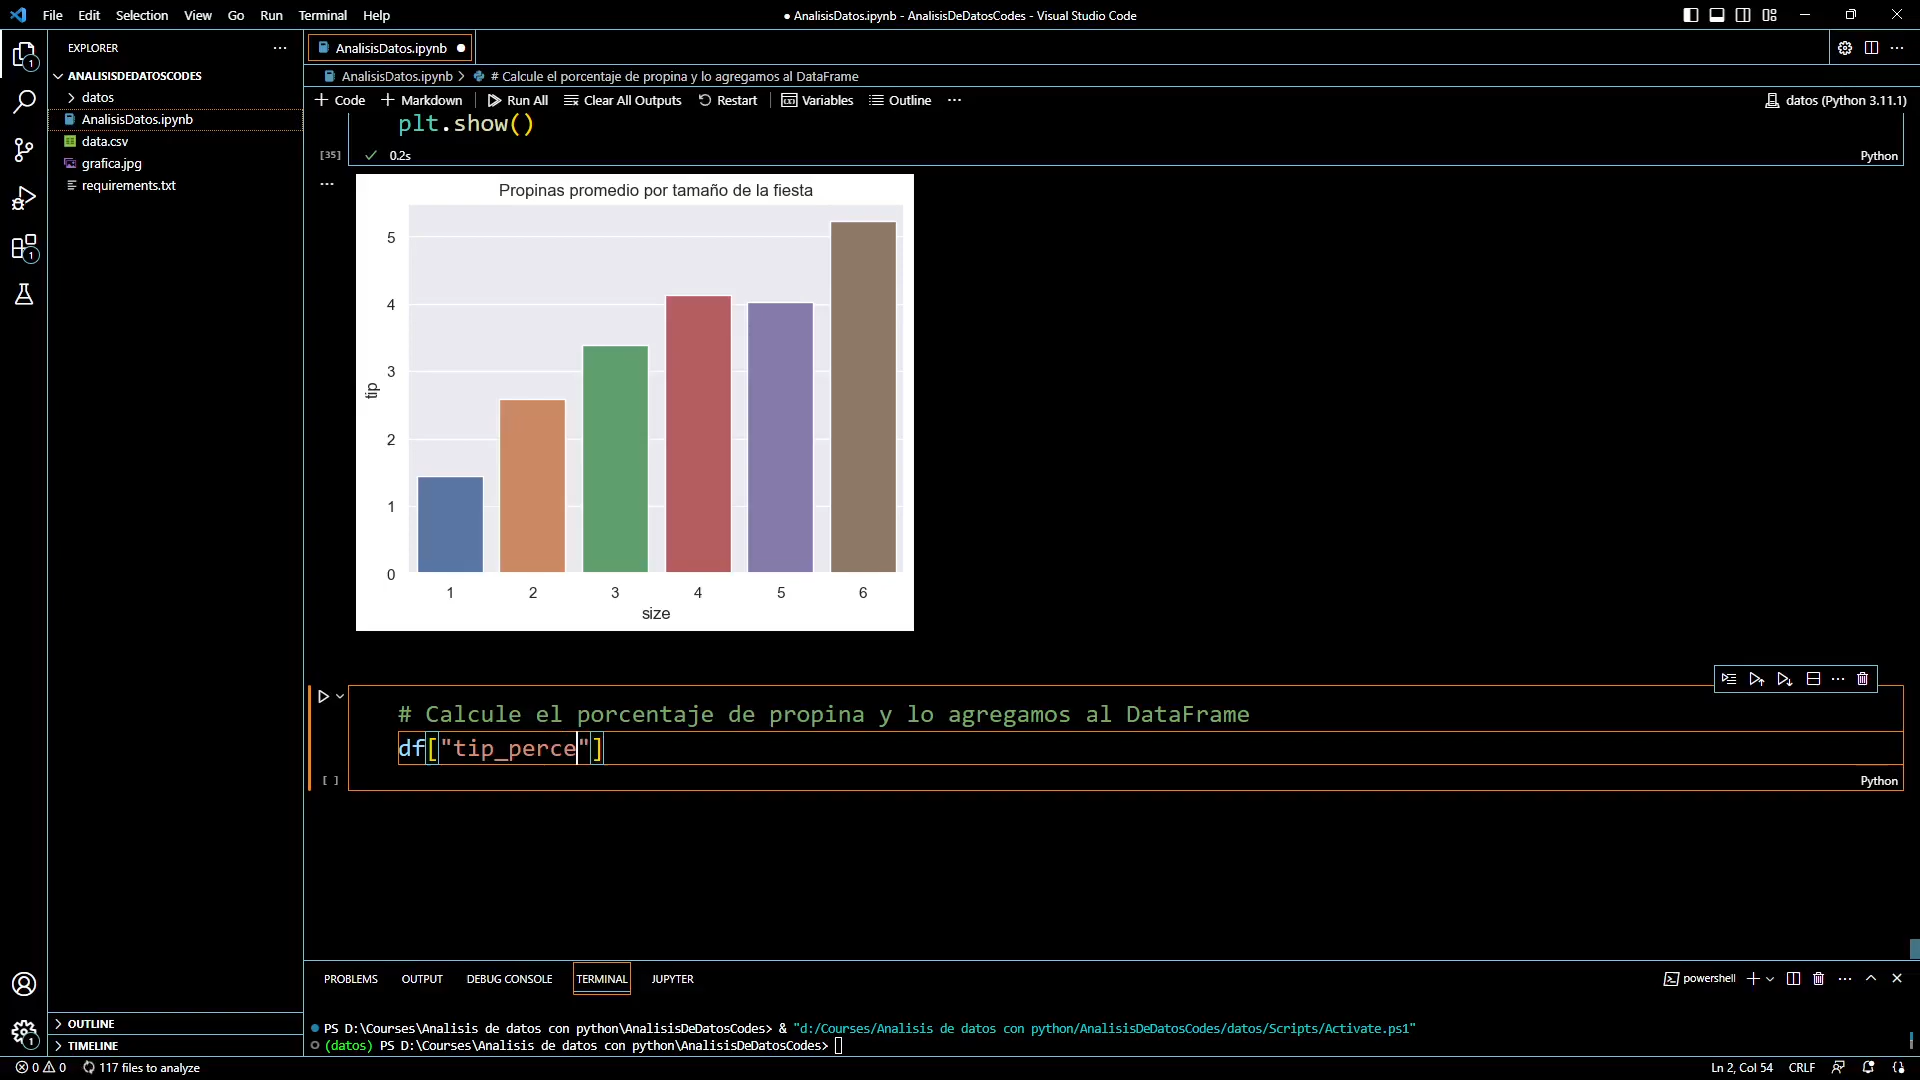 File Edit Selection View Go Run Terminal Help
● AnalisisDatos.ipynb - AnalisisDeDatosCodes - Visual Studio Code
EXPLORER
ANALISISDEDATOSCODES
datos
AnalisisDatos.ipynb
data.csv
grafica.jpg
requirements.txt
OUTLINE
TIMELINE
1
1
1
AnalisisDatos.ipynb
AnalisisDatos.ipynb > # Calcule el porcentaje de propina y lo agregamos al DataFrame
+ Code + Markdown Run All Clear All Outputs Restart Variables Outline ...
datos (Python 3.11.1)
plt.show()
[35] ✓ 0.2s
Python
Propinas promedio por tamaño de la fiesta
5
4
3
2
1
0
tip
1 2 3 4 5 6
size
# Calcule el porcentaje de propina y lo agregamos al DataFrame
df["tip_perce"]
[ ]
Python
PROBLEMS OUTPUT DEBUG CONSOLE TERMINAL JUPYTER
powershell
PS D:\Courses\Analisis de datos con python\AnalisisDeDatosCodes> & "d:/Courses/Analisis de datos con python/AnalisisDeDatosCodes/datos/Scripts/Activate.ps1"
(datos) PS D:\Courses\Analisis de datos con python\AnalisisDeDatosCodes>
0 0 117 files to analyze
Ln 2, Col 54 CRLF